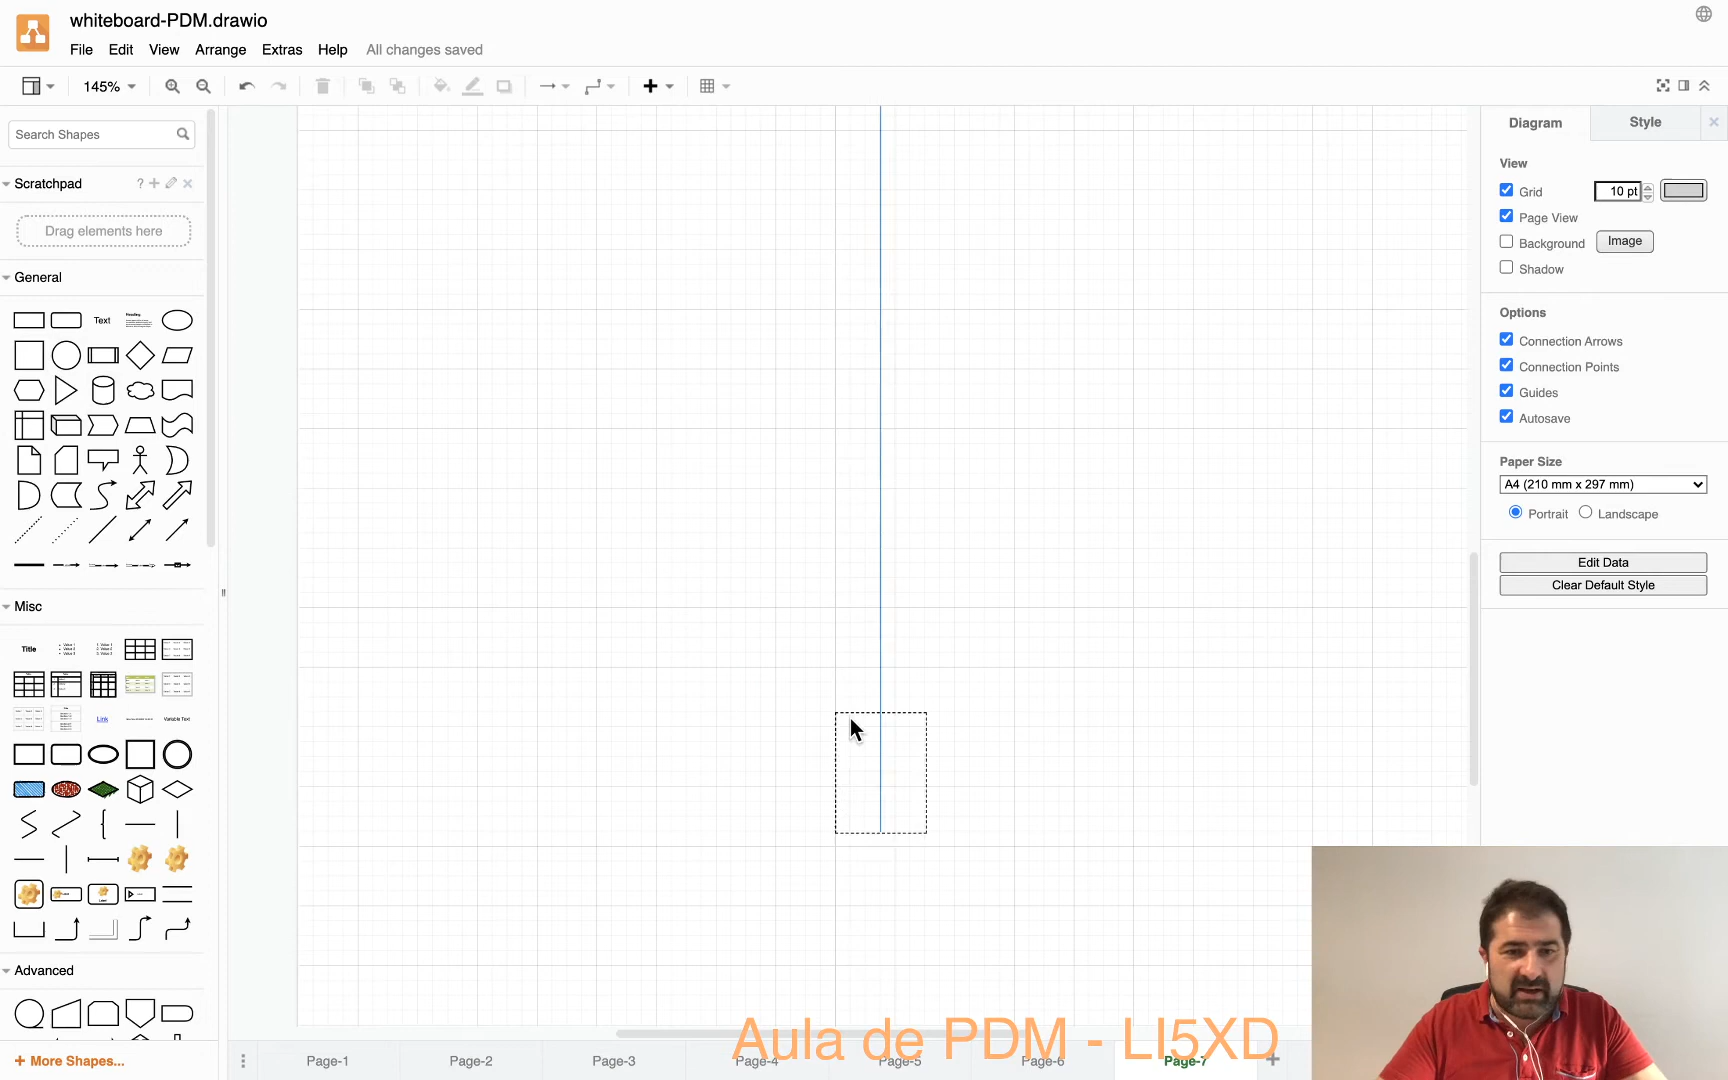 whiteboard-PDM.drawio
File Edit View Arrange Extras Help All changes saved
145%
Search Shapes
Scratchpad ?
Drag elements here
General
Text Heading
Misc
Title
Link
Variable Text
Advanced
+ More Shapes...
Diagram Style
View
Grid 10 pt
Page View
Background Image
Shadow
Options
Connection Arrows
Connection Points
Guides
Autosave
Paper Size
A4 (210 mm x 297 mm)
Portrait Landscape
Edit Data
Clear Default Style
Aula de PDM - LI5XD
Page-1 Page-2 Page-3 Page-4 Page-5 Page-6 Page-7